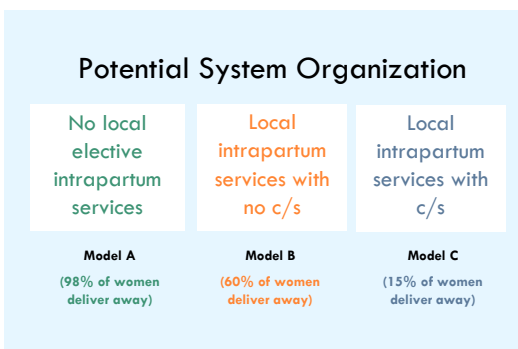 Potential System Organization
No local
elective
intrapartum
services
Local
intrapartum
services with
no c/s
Local
intrapartum
services with
c/s
Model A
(98% of women
deliver away)
Model B
(60% of women
deliver away)
Model C
(15% of women
deliver away)